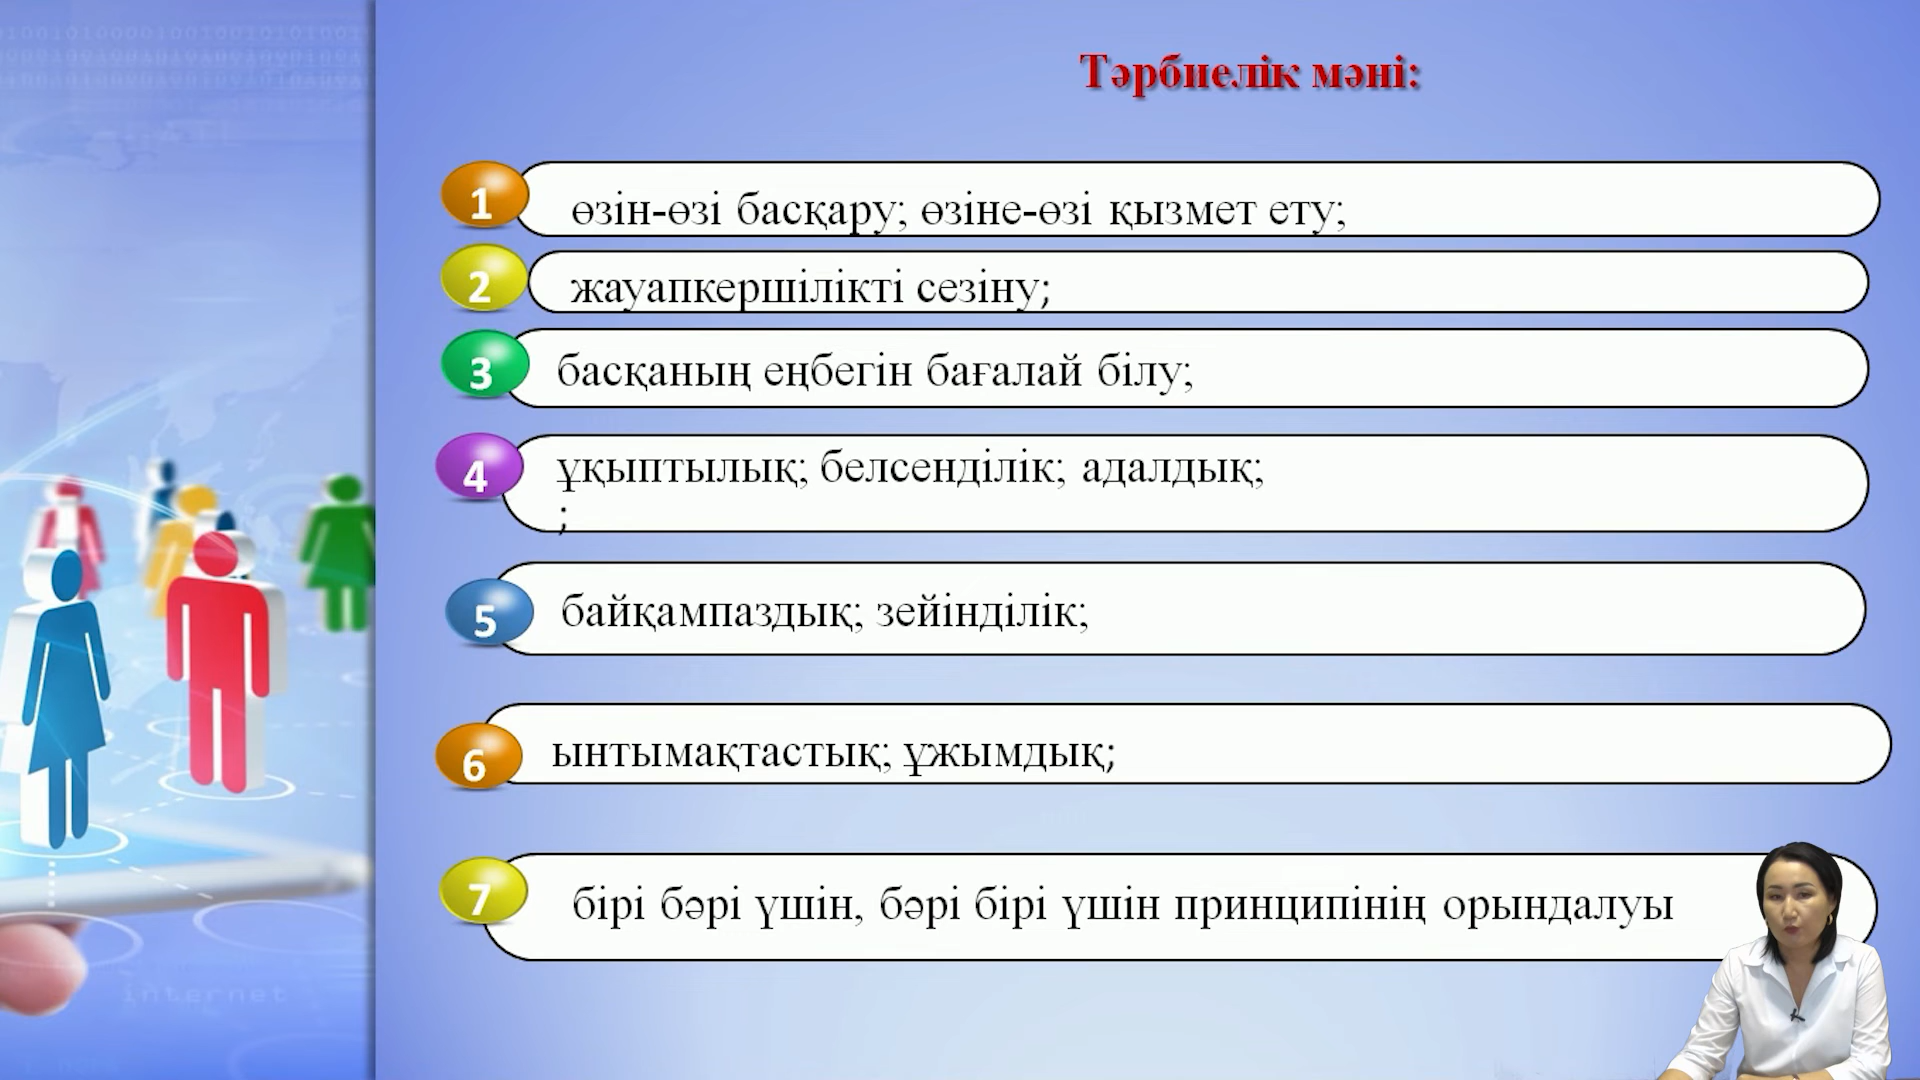 Тәрбиелік мәні:
1 өзін-өзі басқару; өзіне-өзі қызмет ету;
2 жауапкершілікті сезіну;
3 басқаның еңбегін бағалай білу;
4 ұқыптылық; белсенділік; адалдық;
;
5 байқампаздық; зейінділік;
6 ынтымақтастық; ұжымдық;
7 бірі бәрі үшін, бәрі бірі үшін принципінің орындалуы
internet